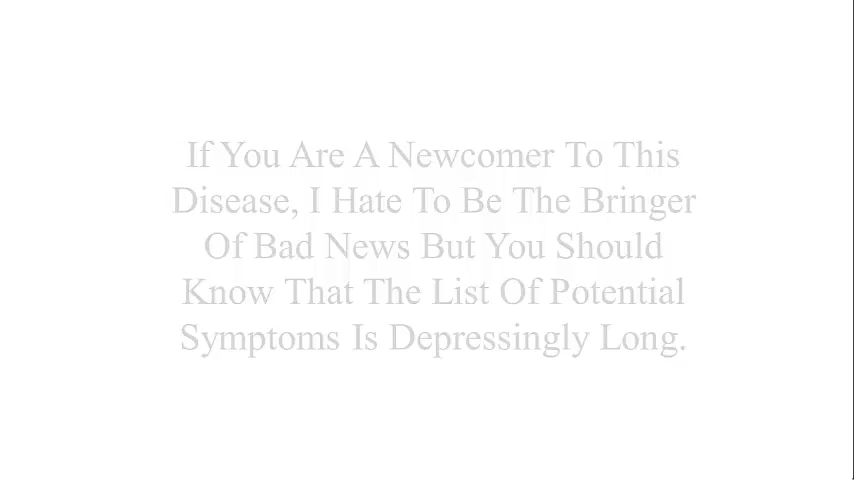 If You Are A Newcomer To This
Disease, I Hate To Be The Bringer
Of Bad News But You Should
Know That The List Of Potential
Symptoms Is Depressingly Long.